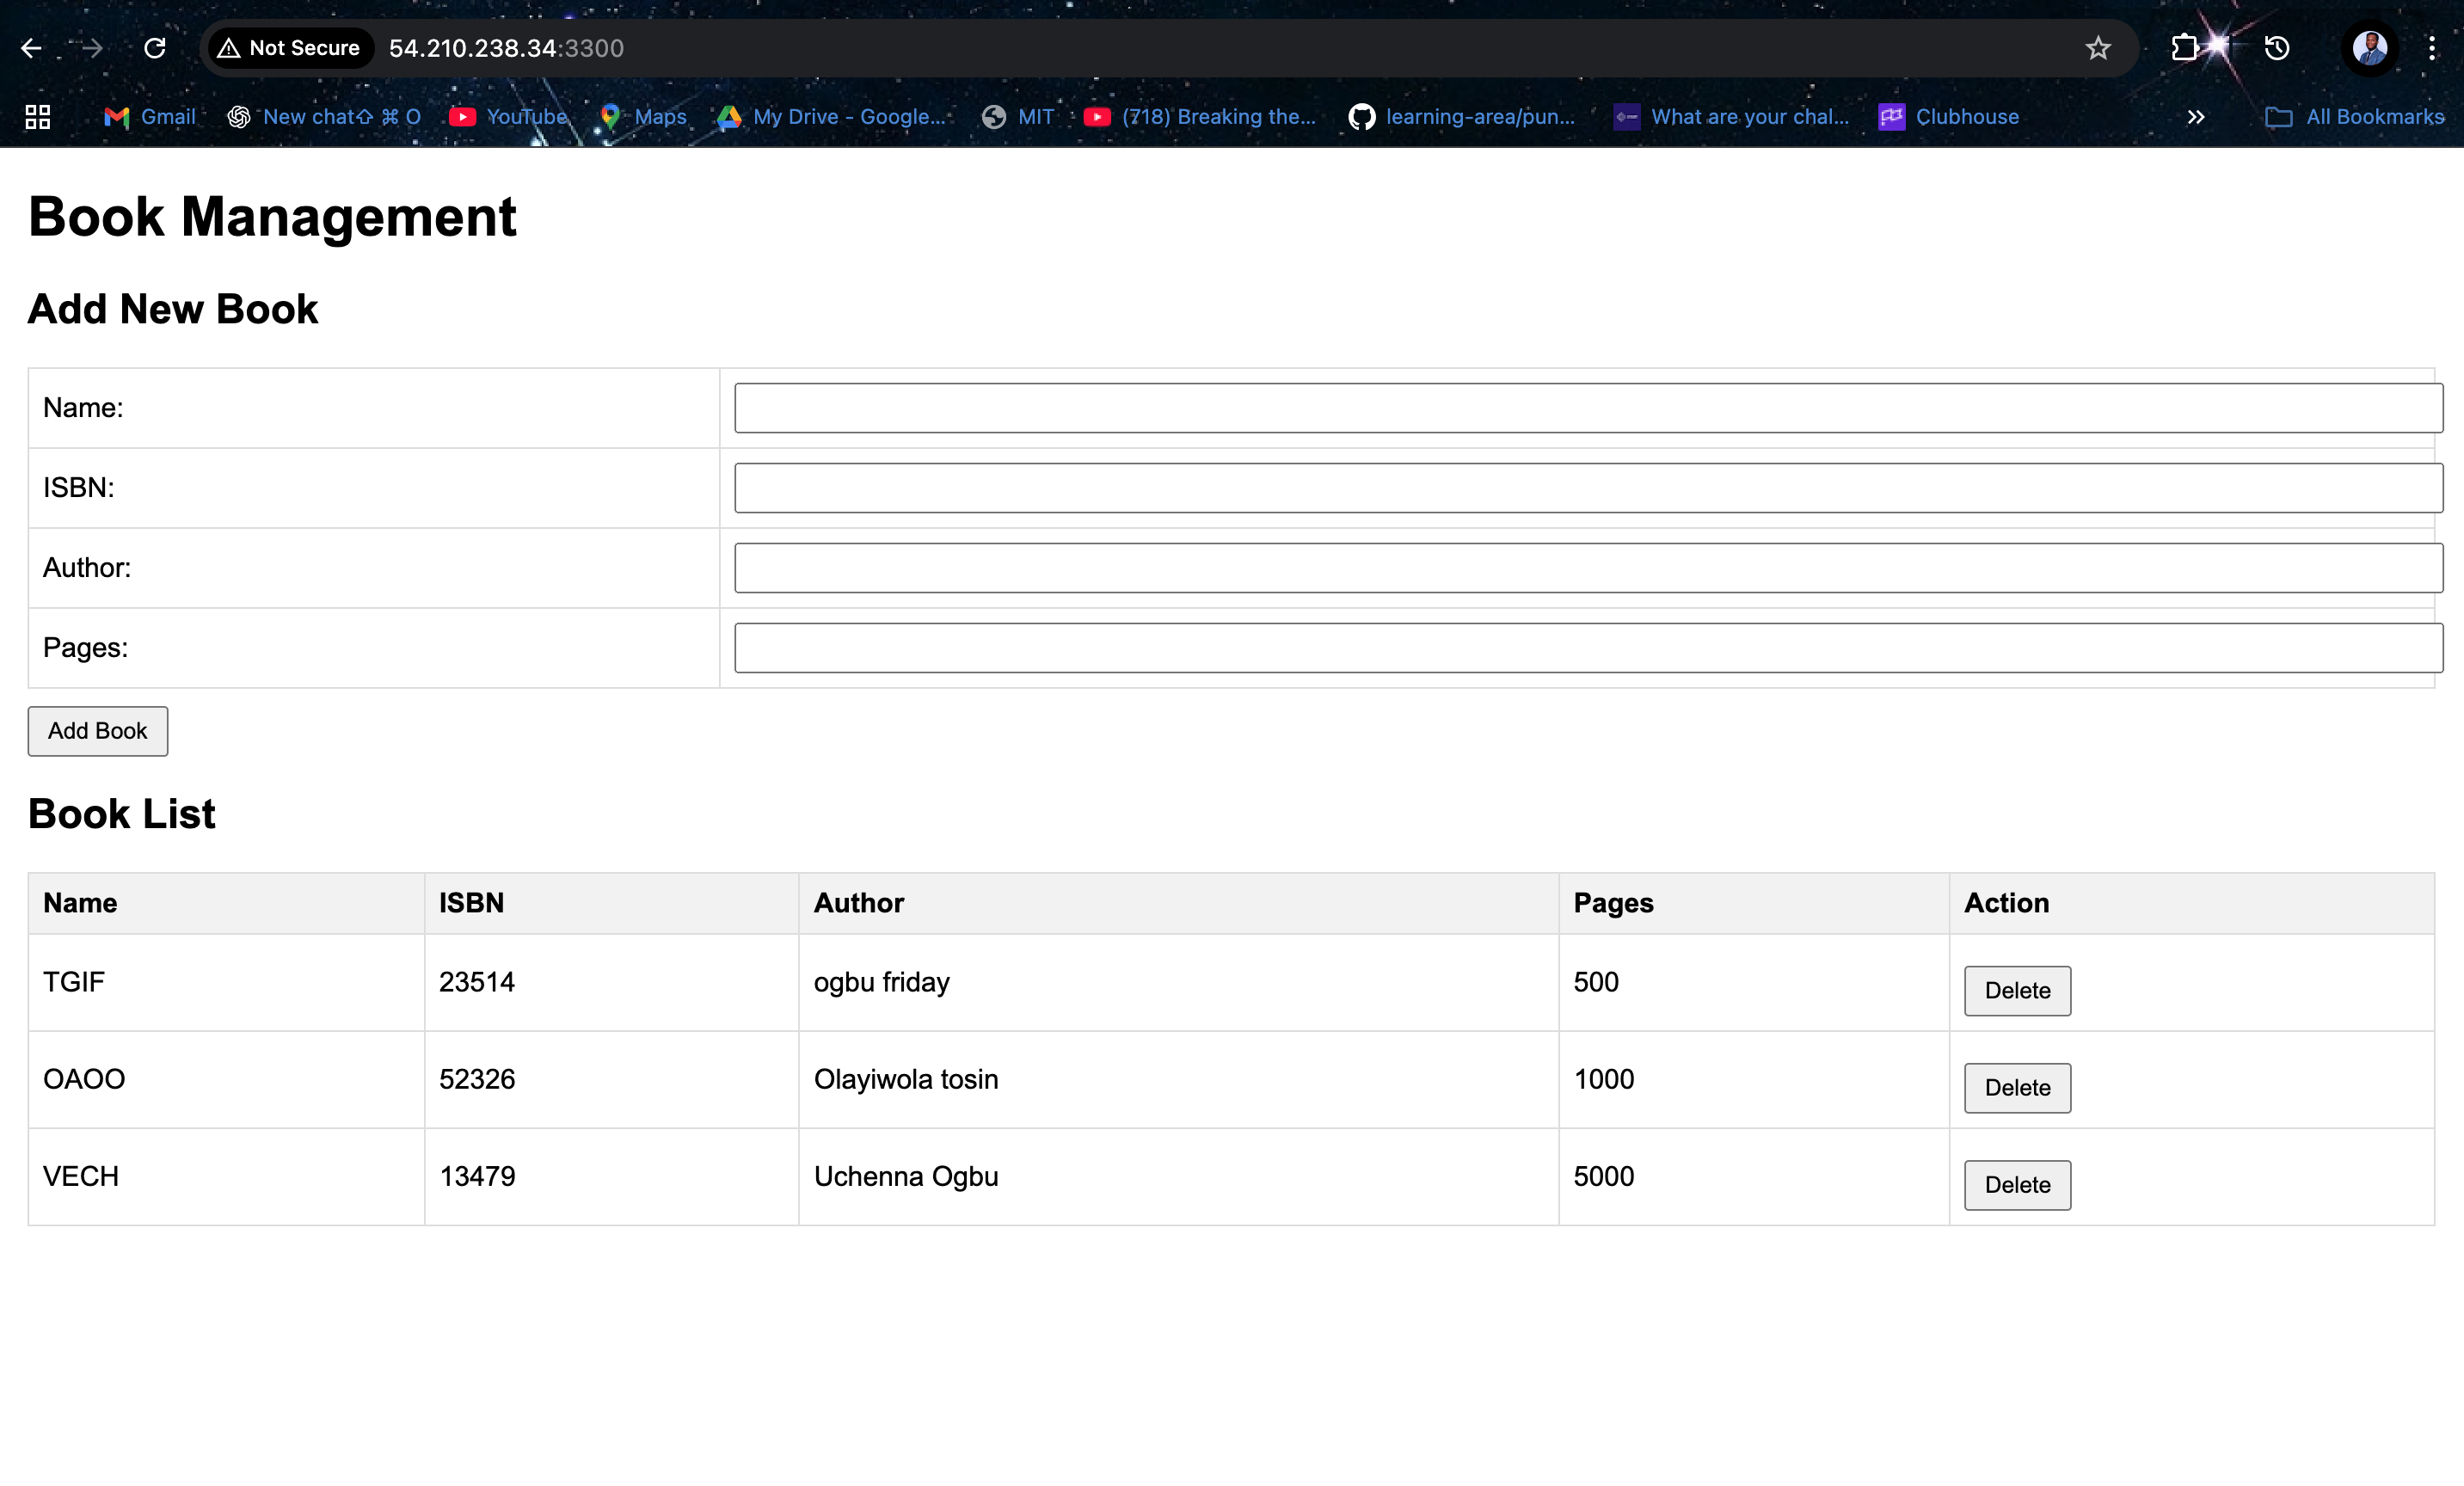 Not Secure 54.210.238.34:3300
Gmail New chat⇧ ⌘ O YouTube Maps My Drive - Google... MIT (718) Breaking the... learning-area/pun... What are your chal... Clubhouse » All Bookmarks
Book Management
Add New Book
Name:
ISBN:
Author:
Pages:
Add Book
Book List
Name ISBN Author Pages Action
TGIF 23514 ogbu friday 500 Delete
OAOO 52326 Olayiwola tosin 1000 Delete
VECH 13479 Uchenna Ogbu 5000 Delete